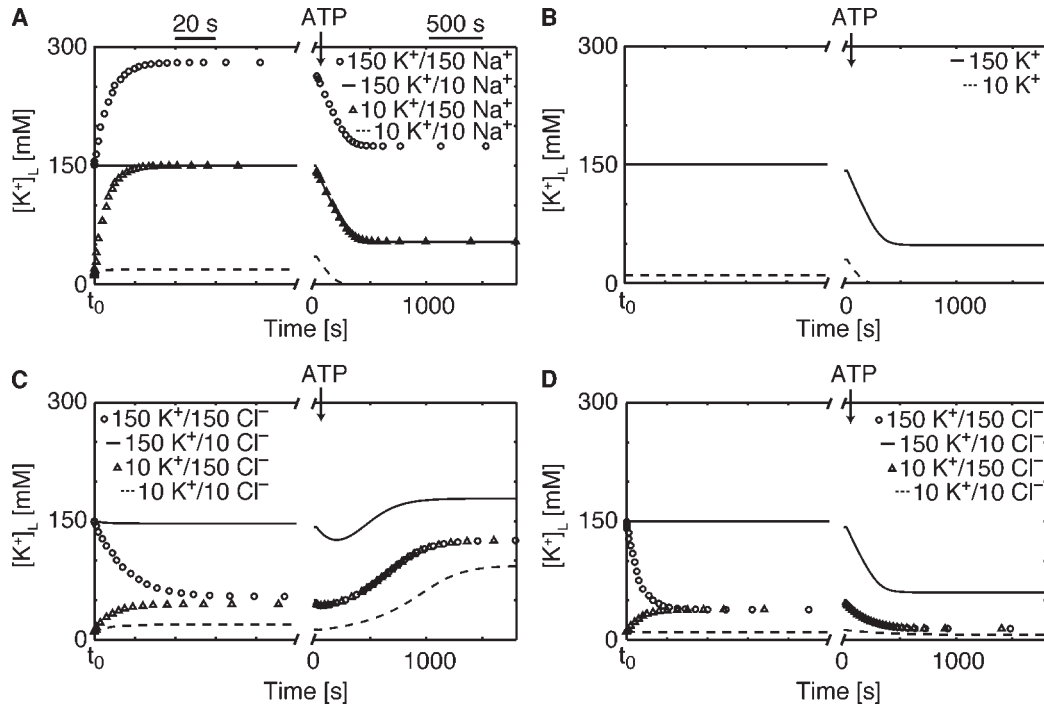 A
20 s
ATP
500 s
300
150
0
[K⁺]L [mM]
150 K⁺/150 Na⁺
150 K⁺/10 Na⁺
10 K⁺/150 Na⁺
10 K⁺/10 Na⁺
t₀
0
1000
Time [s]
B
ATP
300
150
0
[K⁺]L [mM]
150 K⁺
10 K⁺
t₀
0
1000
Time [s]
C
ATP
300
150
0
[K⁺]L [mM]
150 K⁺/150 Cl⁻
150 K⁺/10 Cl⁻
10 K⁺/150 Cl⁻
10 K⁺/10 Cl⁻
t₀
0
1000
Time [s]
D
ATP
300
150
0
[K⁺]L [mM]
150 K⁺/150 Cl⁻
150 K⁺/10 Cl⁻
10 K⁺/150 Cl⁻
10 K⁺/10 Cl⁻
t₀
0
1000
Time [s]